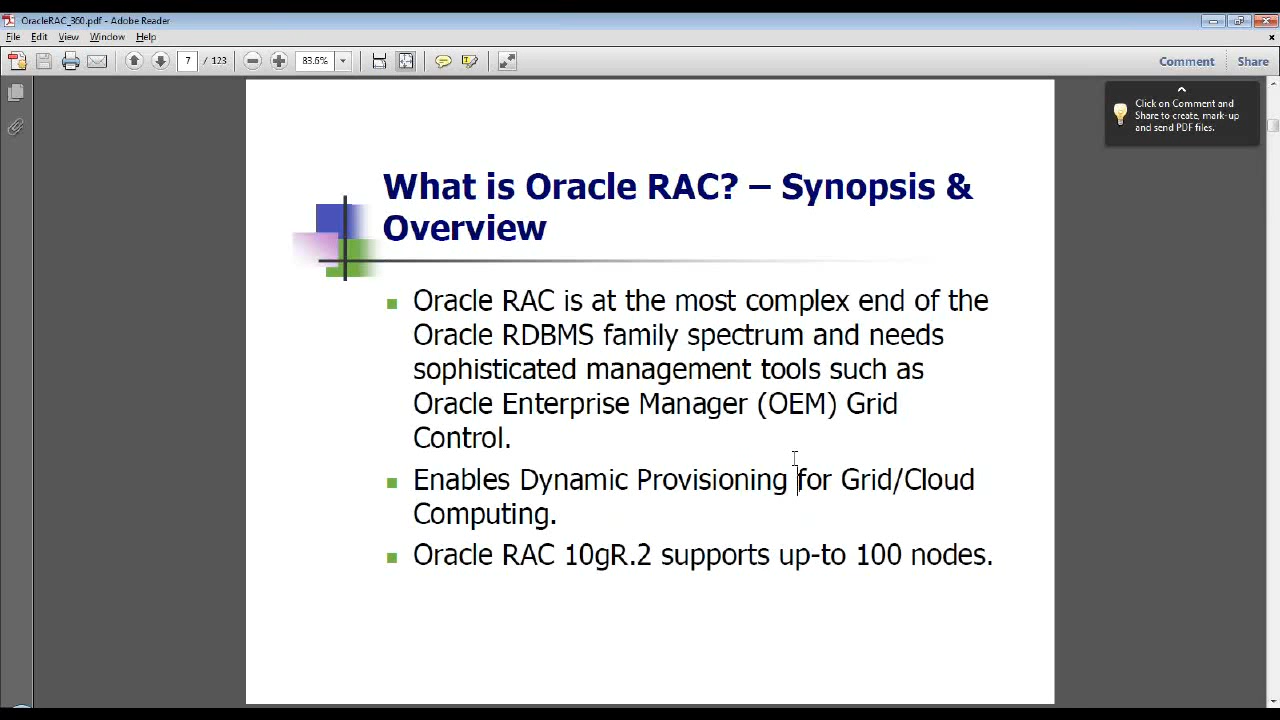 OracleRAC_360.pdf - Adobe Reader
File Edit View Window Help
7 / 123 83.6% Comment Share
Click on Comment and
Share to create, mark-up
and send PDF files.
What is Oracle RAC? – Synopsis &
Overview
Oracle RAC is at the most complex end of the
Oracle RDBMS family spectrum and needs
sophisticated management tools such as
Oracle Enterprise Manager (OEM) Grid
Control.
Enables Dynamic Provisioning for Grid/Cloud
Computing.
Oracle RAC 10gR.2 supports up-to 100 nodes.